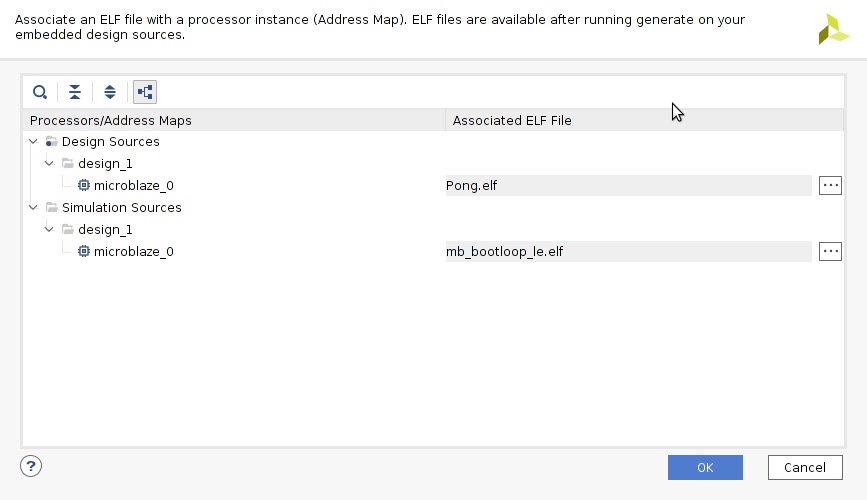 Associate an ELF file with a processor instance (Address Map). ELF files are available after running generate on your
embedded design sources.
Processors/Address Maps
Associated ELF File
Design Sources
design_1
microblaze_0
Pong.elf
...
Simulation Sources
design_1
microblaze_0
mb_bootloop_le.elf
...
?
OK
Cancel